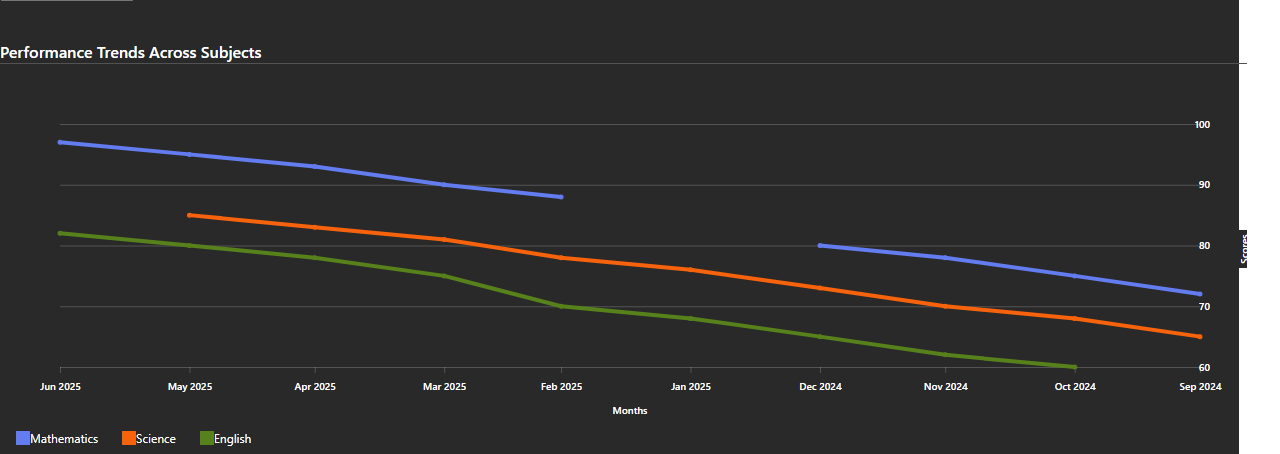 Performance Trends Across Subjects
100
90
80
Scores
70
60
Jun 2025 May 2025 Apr 2025 Mar 2025 Feb 2025 Jan 2025 Dec 2024 Nov 2024 Oct 2024 Sep 2024
Months
Mathematics Science English